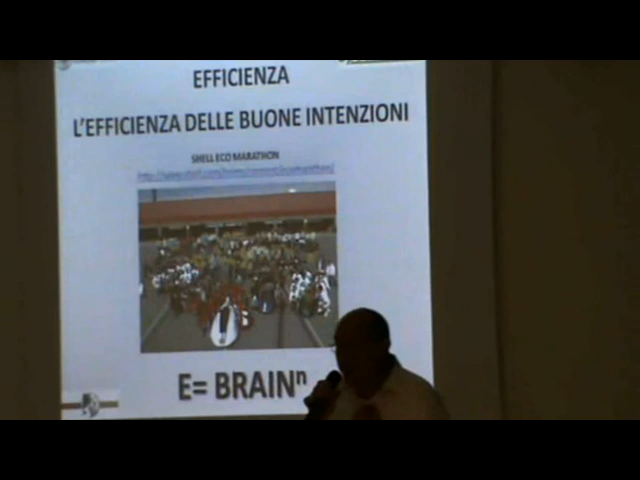 EFFICIENZA
L'EFFICIENZA DELLE BUONE INTENZIONI
SHELL ECO MARATHON
E= BRAINⁿ